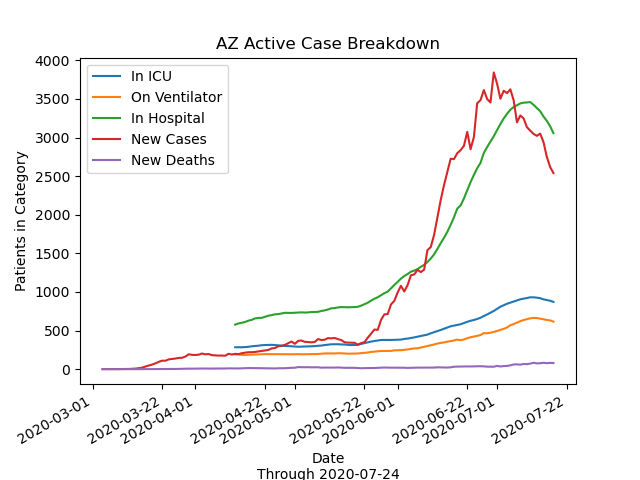 AZ Active Case Breakdown
In ICU
On Ventilator
In Hospital
New Cases
New Deaths
Patients in Category
4000
3500
3000
2500
2000
1500
1000
500
0
2020-03-01
2020-03-22
2020-04-01
2020-04-22
2020-05-01
2020-05-22
2020-06-01
2020-06-22
2020-07-01
2020-07-22
Date
Through 2020-07-24